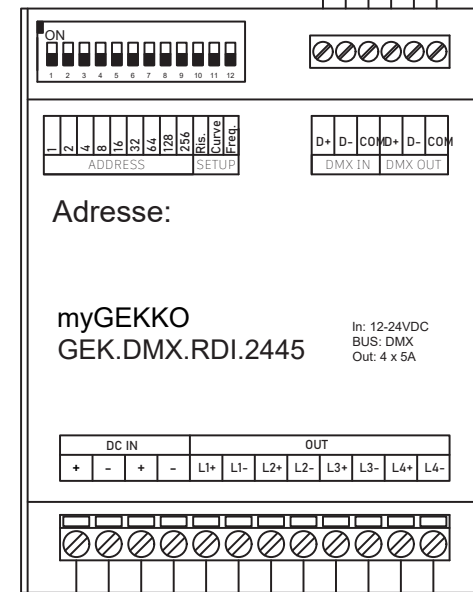 ON
1 2 3 4 5 6 7 8 9 10 11 12
1 2 4 8 16 32 64 128 256 Ris. Curve Freq.
ADDRESS SETUP
D+ D- COM D+ D- COM
DMX IN DMX OUT
Adresse:
myGEKKO
GEK.DMX.RDI.2445
In: 12-24VDC
BUS: DMX
Out: 4 x 5A
DC IN OUT
+ - + - L1+ L1- L2+ L2- L3+ L3- L4+ L4-